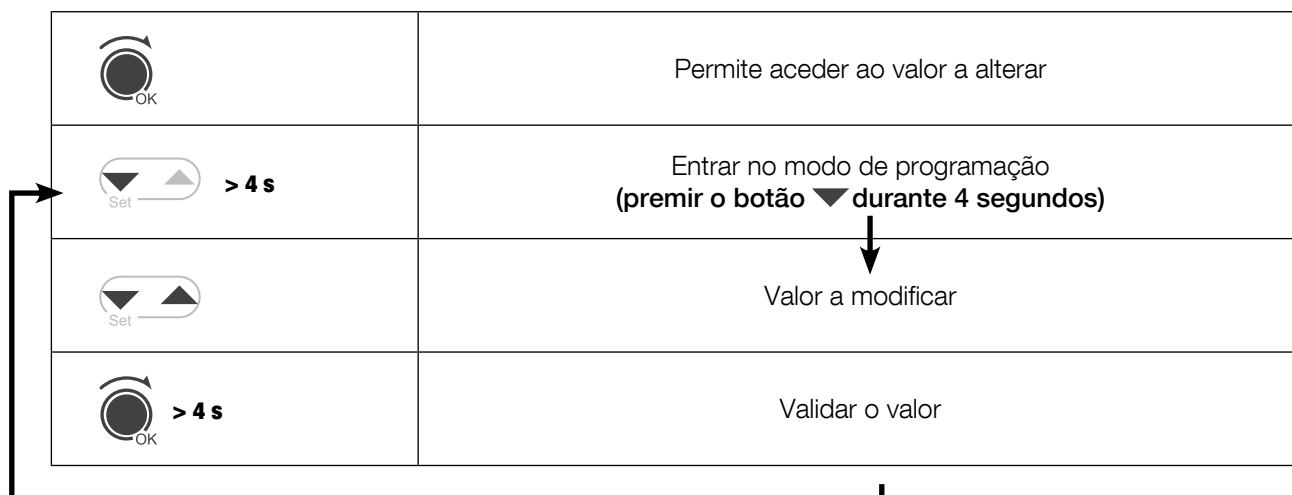 OK
Permite aceder ao valor a alterar
Set
> 4 s
Entrar no modo de programação
(premir o botão ▼ durante 4 segundos)
Set
Valor a modificar
OK
> 4 s
Validar o valor